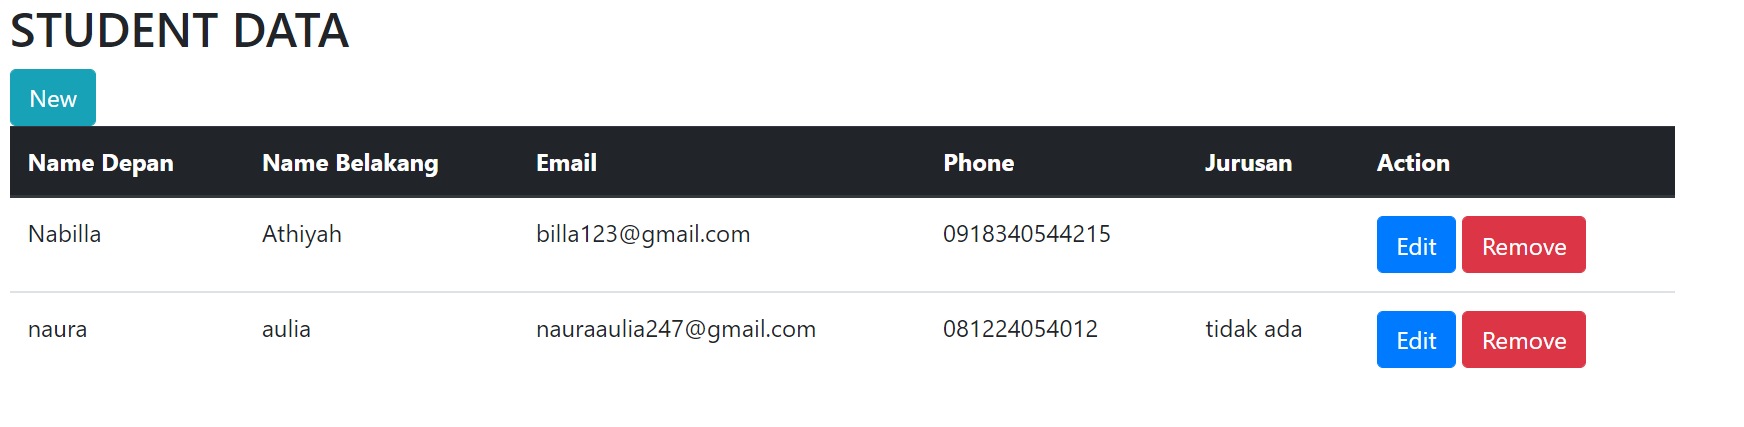 STUDENT DATA
New
Name Depan Name Belakang Email Phone Jurusan Action
Nabilla Athiyah billa123@gmail.com 0918340544215 Edit Remove
naura aulia nauraaulia247@gmail.com 081224054012 tidak ada Edit Remove